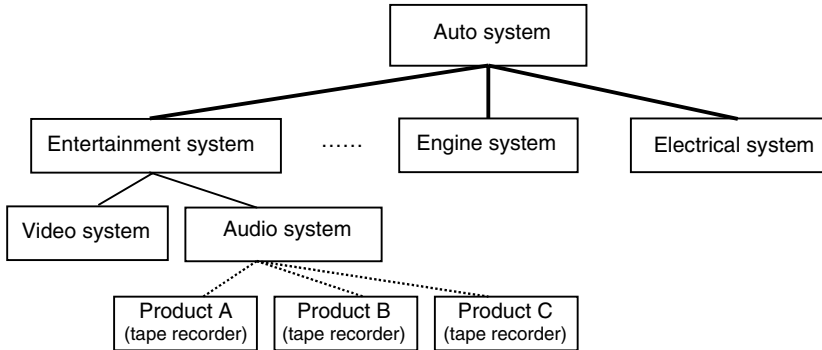 Auto system
Entertainment system
......
Engine system
Electrical system
Video system
Audio system
Product A
(tape recorder)
Product B
(tape recorder)
Product C
(tape recorder)